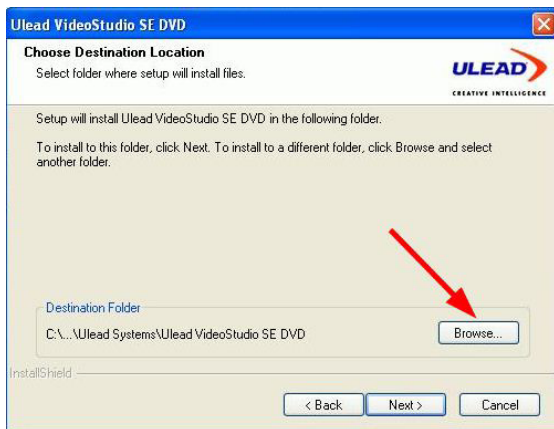 Ulead VideoStudio SE DVD
Choose Destination Location
Select folder where setup will install files.
ULEAD
CREATIVE INTELLIGENCE
Setup will install Ulead VideoStudio SE DVD in the following folder.
To install to this folder, click Next. To install to a different folder, click Browse and select
another folder.
Destination Folder
C:\...\Ulead Systems\Ulead VideoStudio SE DVD
Browse...
InstallShield
< Back
Next >
Cancel